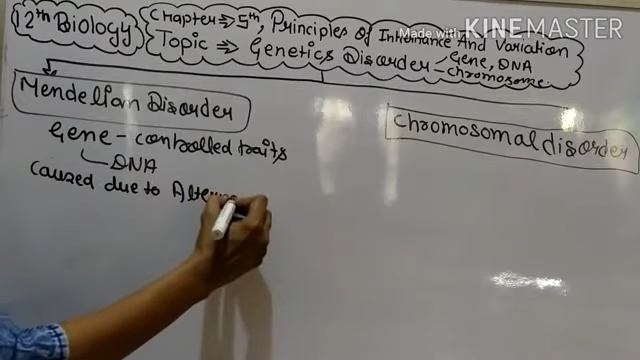 Made with KINEMASTER
12th Biology
Chapter ⇒ 5th, Principles of Inheritance And Variation
Topic ⇒ Genetics Disorder - Gene, DNA
- Chromosome.
Mendelian Disorder
Gene - controlled traits
DNA
Caused due to
chromosomal disorder